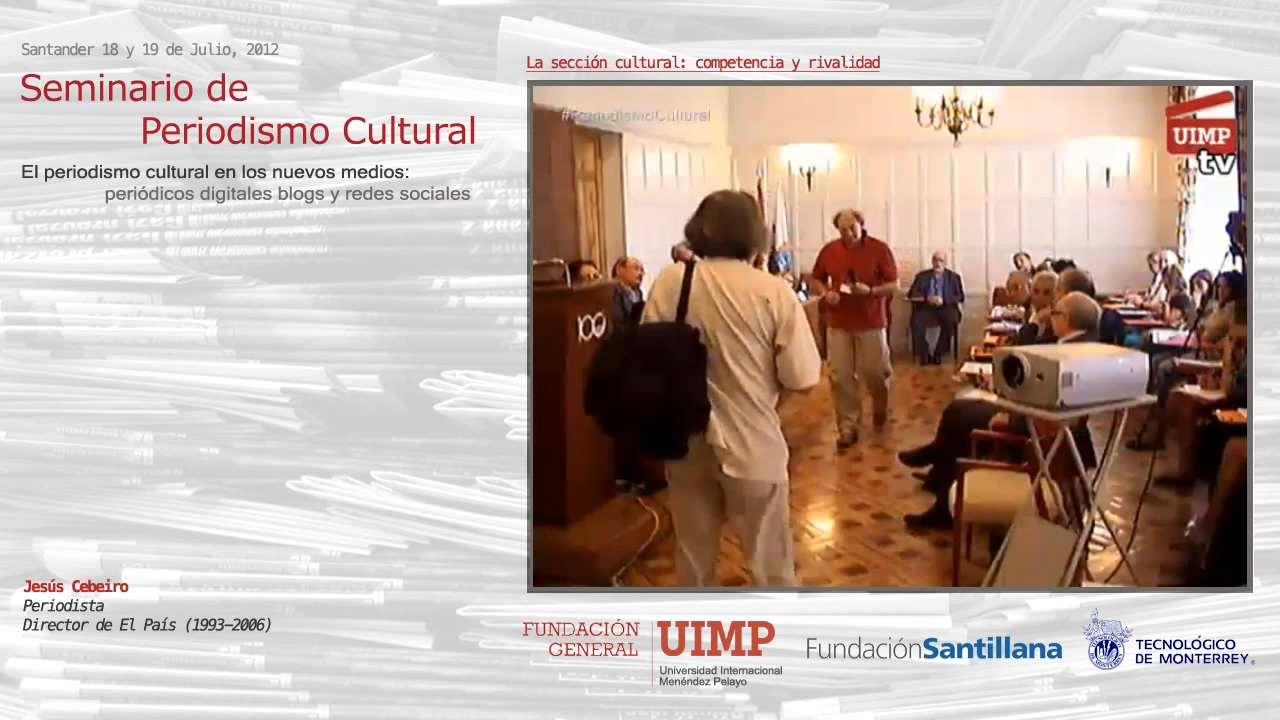 Santander 18 y 19 de Julio, 2012
Seminario de
Periodismo Cultural
El periodismo cultural en los nuevos medios:
periódicos digitales blogs y redes sociales
La sección cultural: competencia y rivalidad
#PeriodismoCultural
UIMP
tv
100
Jesús Cebeiro
Periodista
Director de El País (1993–2006)
FUNDACIÓN
GENERAL
UIMP
Universidad Internacional
Menéndez Pelayo
FundaciónSantillana
TECNOLÓGICO
DE MONTERREY®